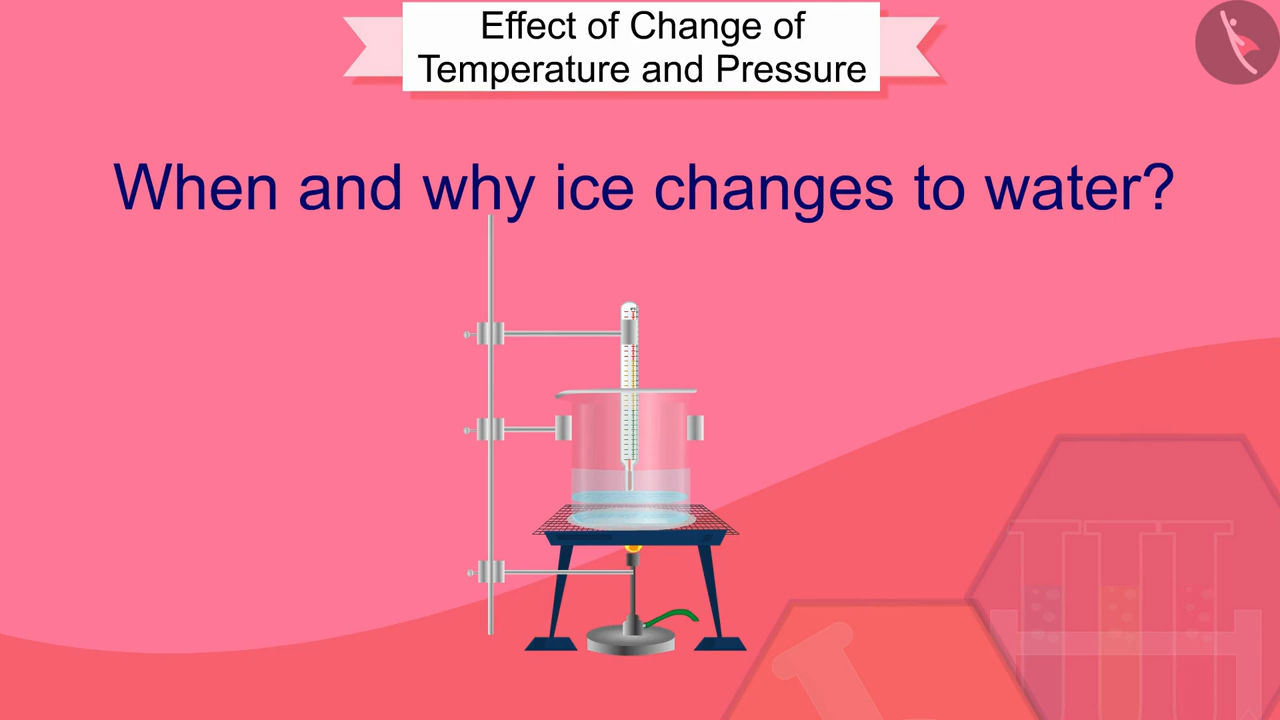 Effect of Change of
Temperature and Pressure
When and why ice changes to water?